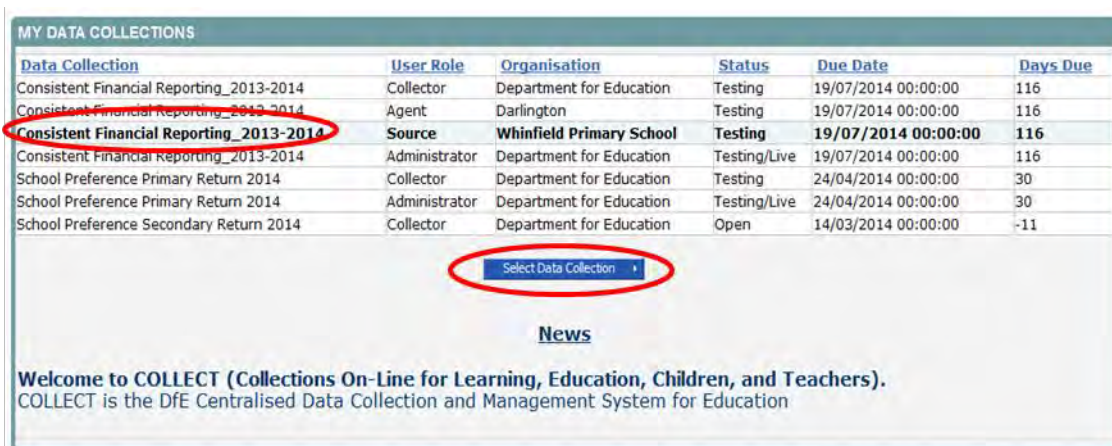 MY DATA COLLECTIONS
Data Collection User Role Organisation Status Due Date Days Due
Consistent Financial Reporting_2013-2014 Collector Department for Education Testing 19/07/2014 00:00:00 116
Consistent Financial Reporting_2013-2014 Agent Darlington Testing 19/07/2014 00:00:00 116
Consistent Financial Reporting_2013-2014 Source Whinfield Primary School Testing 19/07/2014 00:00:00 116
Consistent Financial Reporting_2013-2014 Administrator Department for Education Testing/Live 19/07/2014 00:00:00 116
School Preference Primary Return 2014 Collector Department for Education Testing 24/04/2014 00:00:00 30
School Preference Primary Return 2014 Administrator Department for Education Testing/Live 24/04/2014 00:00:00 30
School Preference Secondary Return 2014 Collector Department for Education Open 14/03/2014 00:00:00 -11
Select Data Collection
News
Welcome to COLLECT (Collections On-Line for Learning, Education, Children, and Teachers).
COLLECT is the DfE Centralised Data Collection and Management System for Education